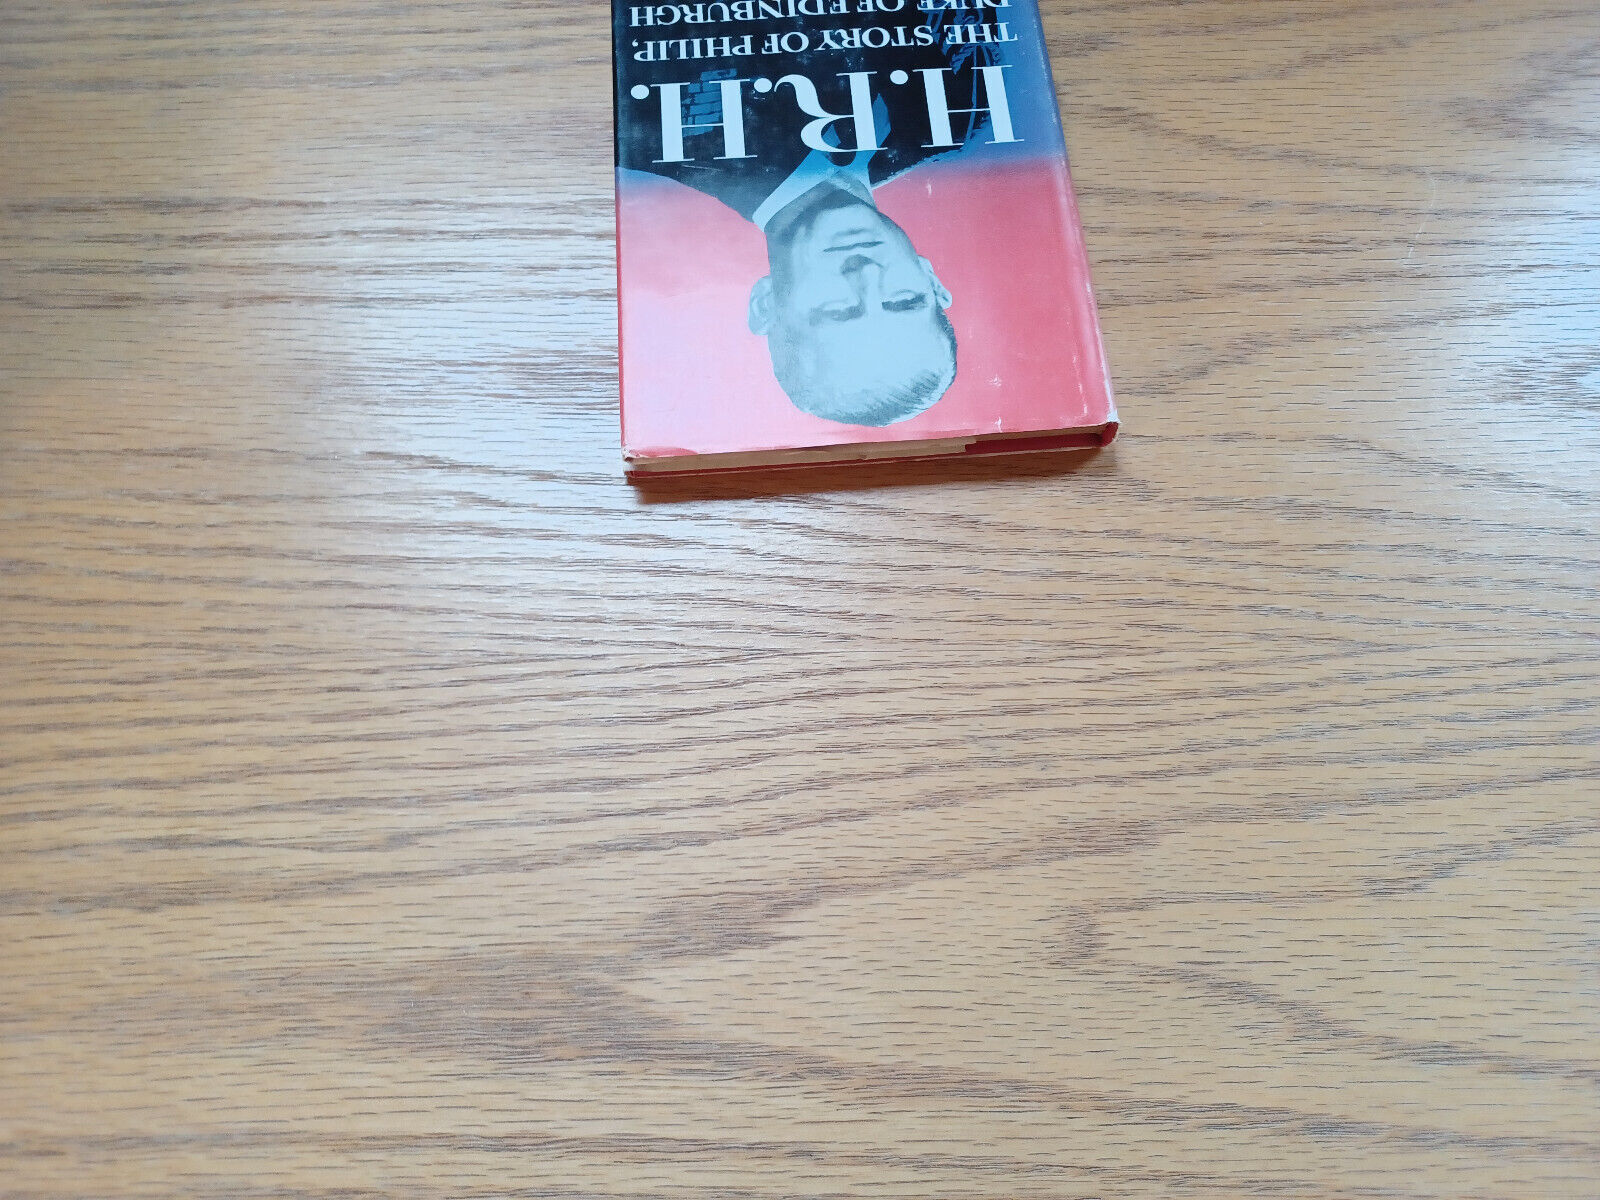 H.R.H.
THE STORY OF PHILIP,
DUKE OF EDINBURGH